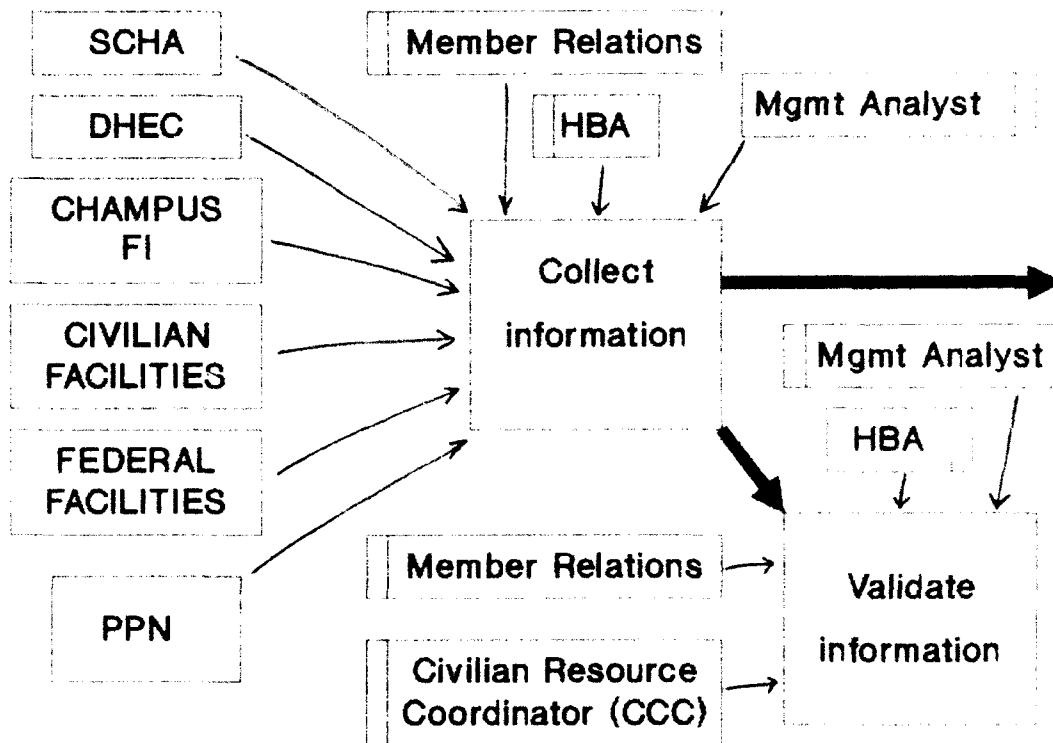 SCHA
Member Relations
Mgmt Analyst
DHEC
HBA
CHAMPUS
FI
Collect
information
CIVILIAN
FACILITIES
Mgmt Analyst
HBA
FEDERAL
FACILITIES
Member Relations
Validate
information
PPN
Civilian Resource
Coordinator (CCC)